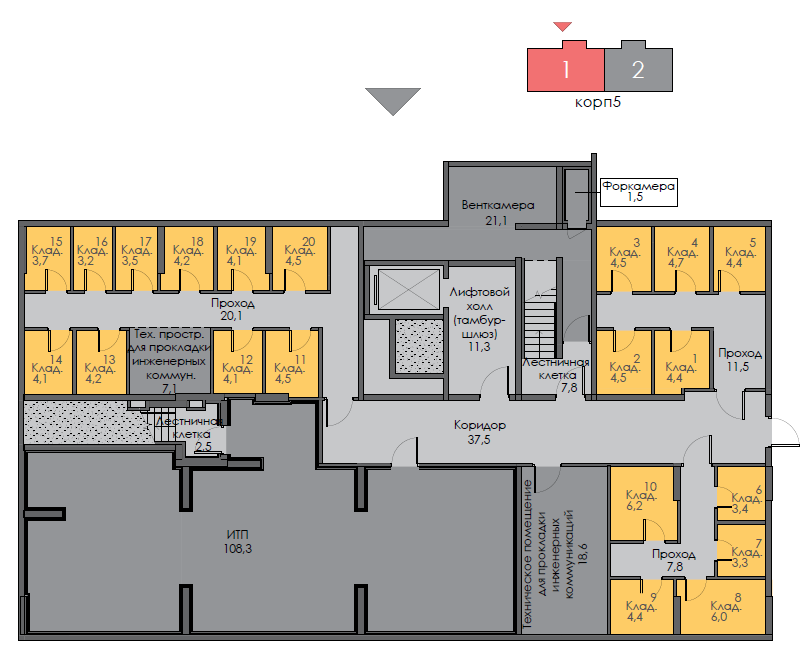 1
2
корп5
Форкамера
1,5
Венткамера
21,1
15
Клад.
3,7
16
Клад.
3,2
17
Клад.
3,5
18
Клад.
4,2
19
Клад.
4,1
20
Клад.
4,5
3
Клад.
4,5
4
Клад.
4,7
5
Клад.
4,4
Проход
20,1
Лифтовой
холл
(тамбур-
шлюз)
11,3
14
Клад.
4,1
13
Клад.
4,2
Тех. простр.
для прокладки
инженерных
коммун.
7,1
12
Клад.
4,1
11
Клад.
4,5
Лестничная
клетка
7,8
2
Клад.
4,5
1
Клад.
4,4
Проход
11,5
Лестничная
клетка
2,5
Коридор
37,5
ИТП
108,3
Техническое помещение
для прокладки
инженерных
коммуникаций
18,6
10
Клад.
6,2
6
Клад.
3,4
7
Клад.
3,3
Проход
7,8
9
Клад.
4,4
8
Клад.
6,0